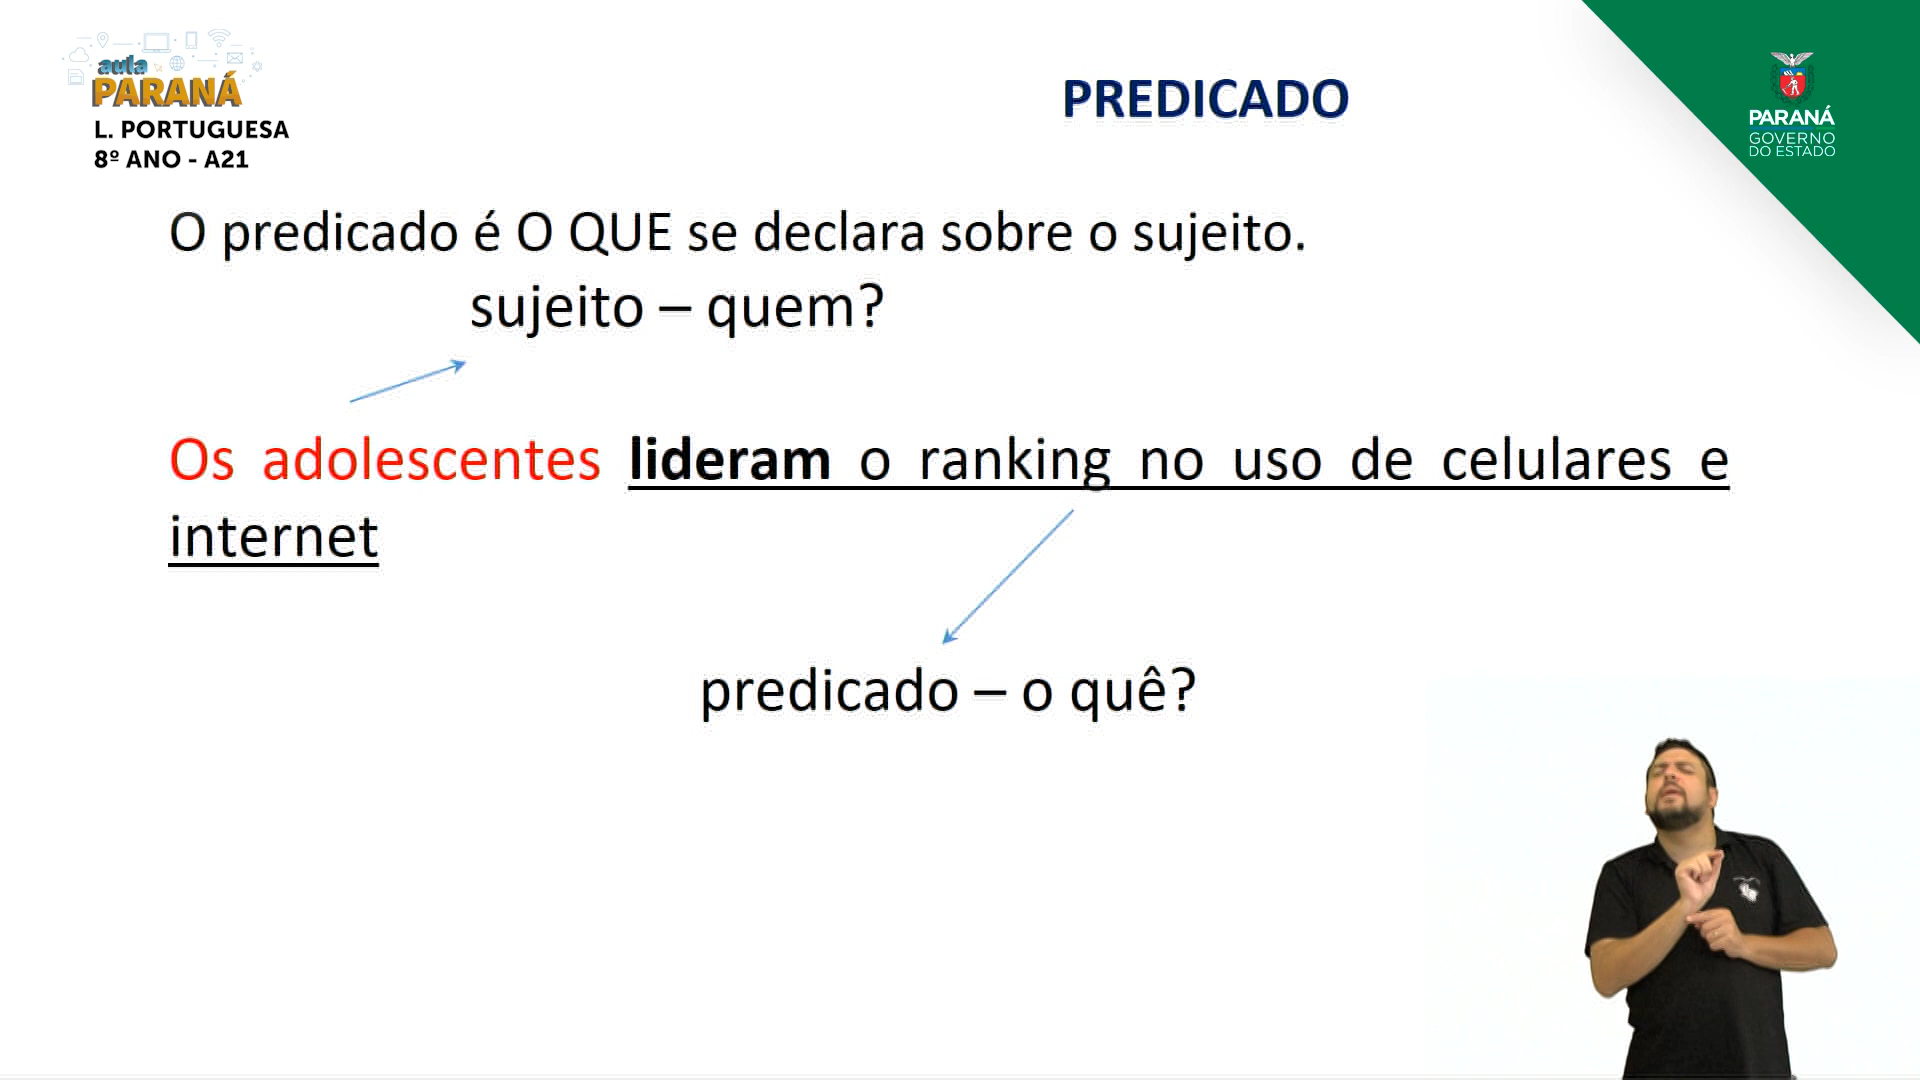 aula
PARANÁ
L. PORTUGUESA
8º ANO - A21
PREDICADO
PARANÁ
GOVERNO
DO ESTADO
O predicado é O QUE se declara sobre o sujeito.
sujeito – quem?
Os adolescentes lideram o ranking no uso de celulares e
internet
predicado – o quê?